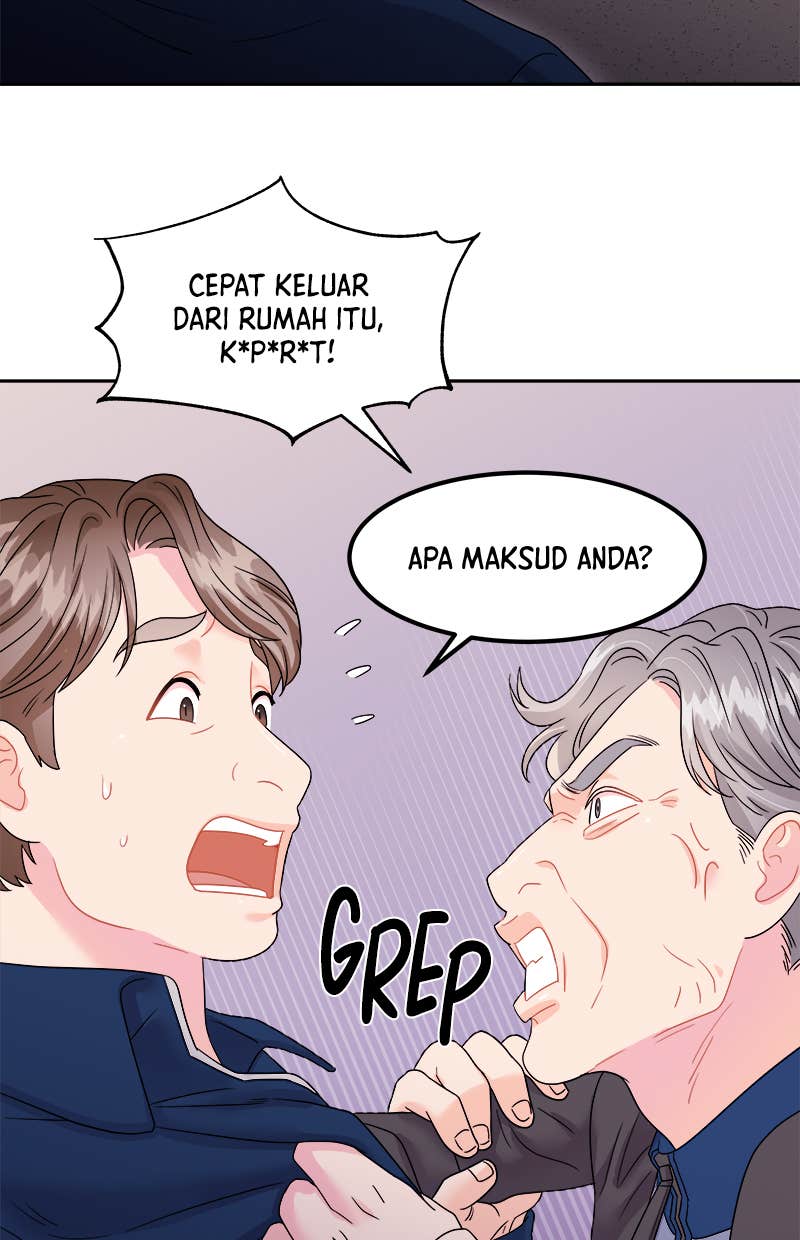 CEPAT KELUAR
DARI RUMAH ITU,
K*P*R*T!
APA MAKSUD ANDA?
GREP